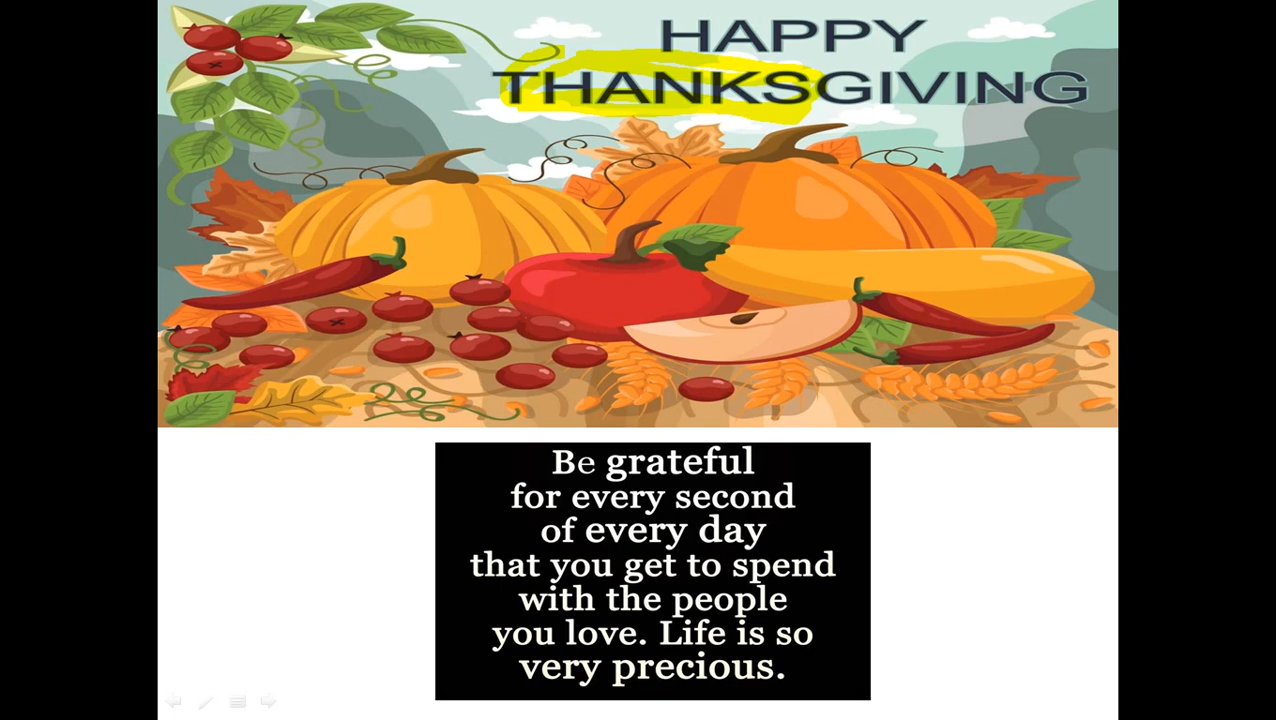 HAPPY
THANKSGIVING
Be grateful
for every second
of every day
that you get to spend
with the people
you love. Life is so
very precious.